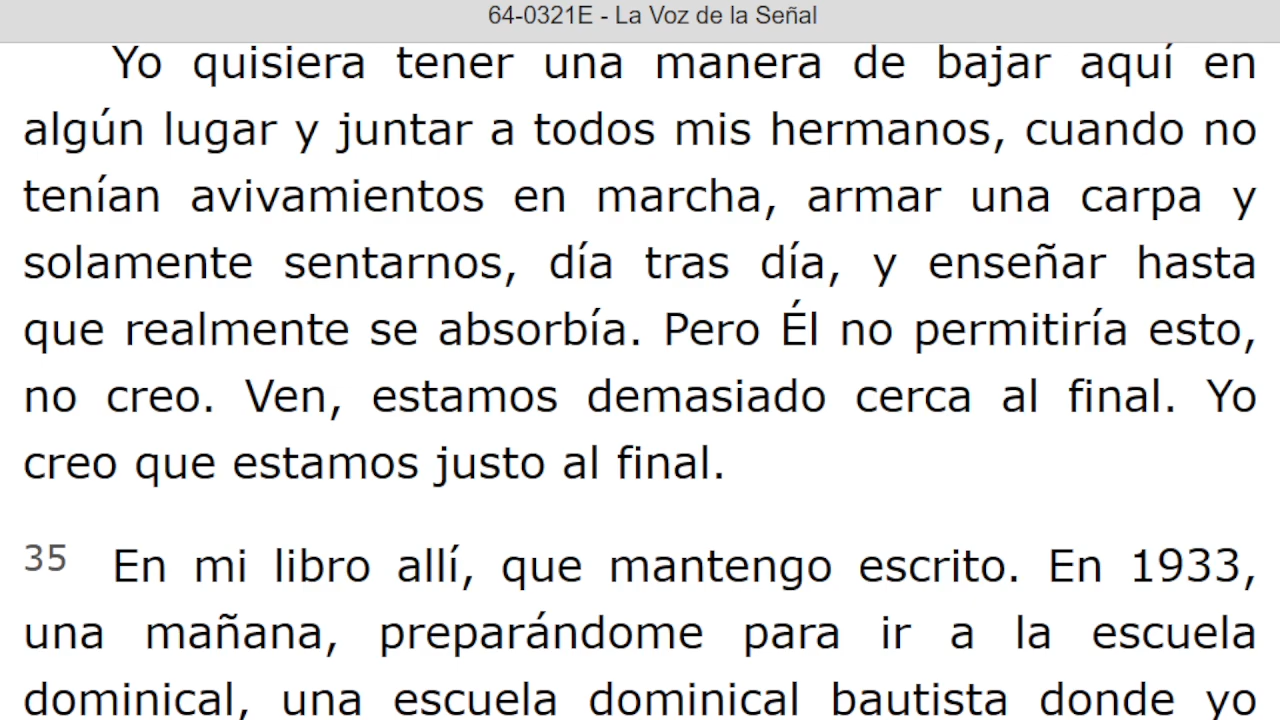 64-0321E - La Voz de la Señal
Yo quisiera tener una manera de bajar aquí en
algún lugar y juntar a todos mis hermanos, cuando no
tenían avivamientos en marcha, armar una carpa y
solamente sentarnos, día tras día, y enseñar hasta
que realmente se absorbía. Pero Él no permitiría esto,
no creo. Ven, estamos demasiado cerca al final. Yo
creo que estamos justo al final.
35 En mi libro allí, que mantengo escrito. En 1933,
una mañana, preparándome para ir a la escuela
dominical, una escuela dominical bautista donde yo